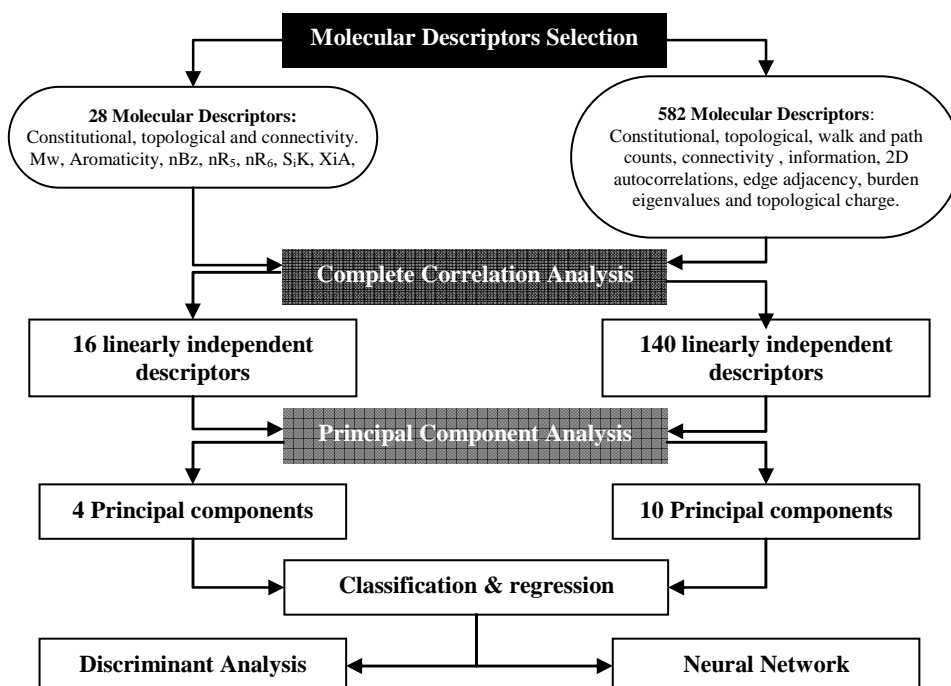 Molecular Descriptors Selection
28 Molecular Descriptors:
Constitutional, topological and connectivity.
Mw, Aromaticity, nBz, nR₅, nR₆, SᵢK, XiA,
582 Molecular Descriptors:
Constitutional, topological, walk and path
counts, connectivity , information, 2D
autocorrelations, edge adjacency, burden
eigenvalues and topological charge.
Complete Correlation Analysis
16 linearly independent
descriptors
140 linearly independent
descriptors
Principal Component Analysis
4 Principal components
10 Principal components
Classification & regression
Discriminant Analysis
Neural Network